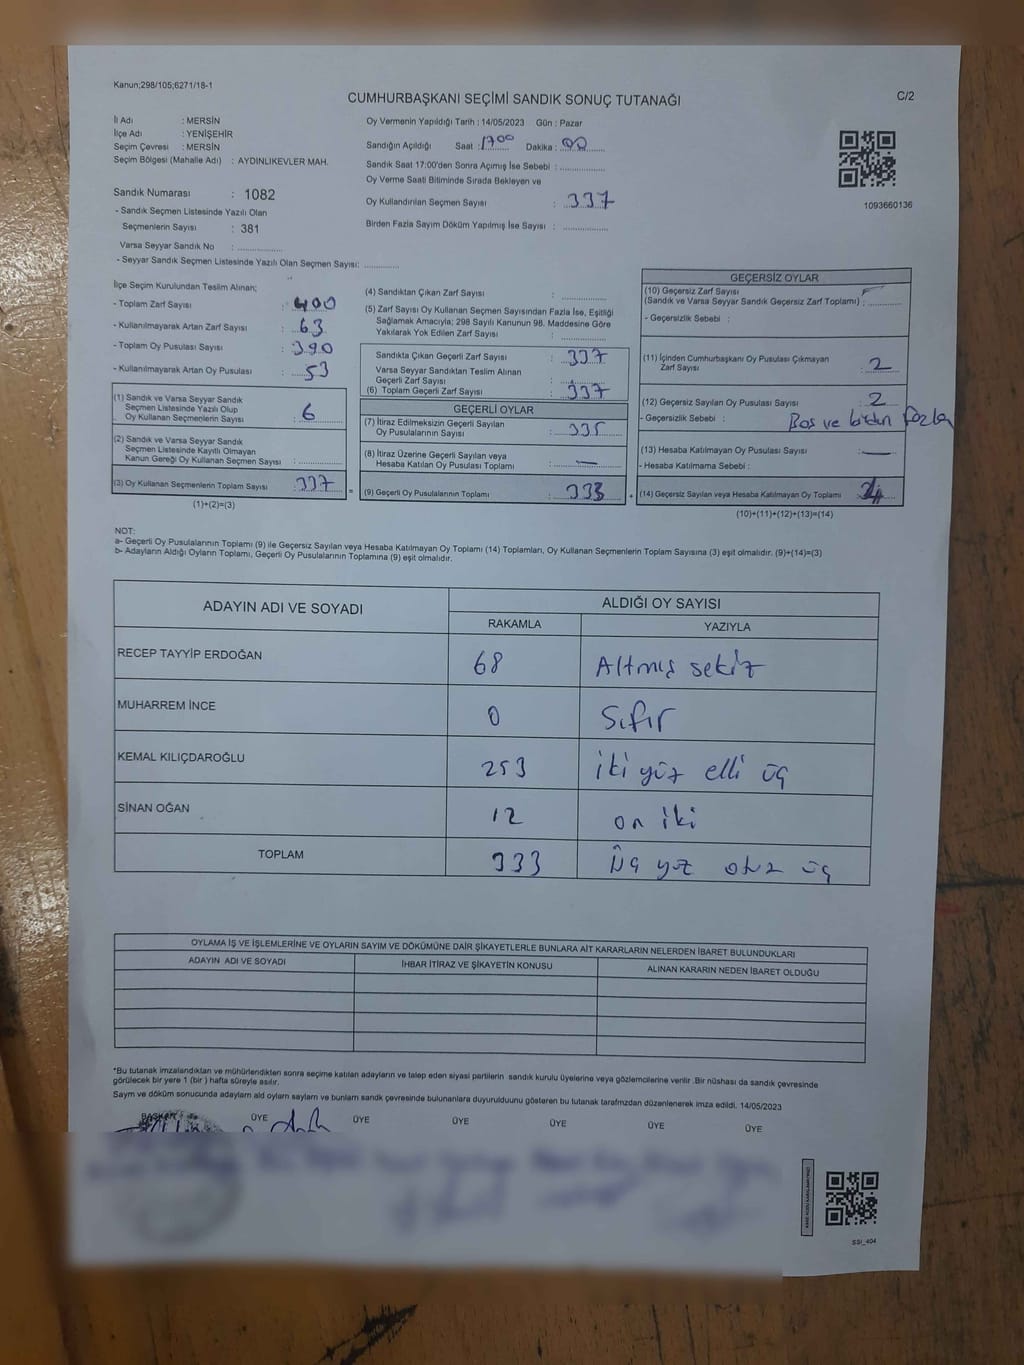 Kanun;298/105;6271/18-1
C/2
CUMHURBAŞKANI SEÇİMİ SANDIK SONUÇ TUTANAĞI
İl Adı : MERSİN
İlçe Adı : YENİŞEHİR
Seçim Çevresi : MERSİN
Seçim Bölgesi (Mahalle Adı) : AYDINLIKEVLER MAH.
Sandık Numarası : 1082
- Sandık Seçmen Listesinde Yazılı Olan
Seçmenlerin Sayısı : 381
Varsa Seyyar Sandık No : ..............
- Seyyar Sandık Seçmen Listesinde Yazılı Olan Seçmen Sayısı: ............
Oy Vermenin Yapıldığı Tarih : 14/05/2023 Gün : Pazar
Sandığın Açıldığı Saat : 1700 Dakika : 00
Sandık Saat 17:00'den Sonra Açımış İse Sebebi : ..............
Oy Verme Saati Bitiminde Sırada Bekleyen ve
Oy Kullandırılan Seçmen Sayısı : 337
Birden Fazla Sayım Döküm Yapılmış İse Sayısı : ..............
1093660136
İlçe Seçim Kurulundan Teslim Alınan;
- Toplam Zarf Sayısı : 400
- Kullanılmayarak Artan Zarf Sayısı : 63
- Toplam Oy Pusulası Sayısı : 390
- Kullanılmayarak Artan Oy Pusulası : 53
(1) Sandık ve Varsa Seyyar Sandık
Seçmen Listesinde Yazılı Olup
Oy Kullanan Seçmenlerin Sayısı : 6
(2) Sandık ve Varsa Seyyar Sandık
Seçmen Listesinde Kayıtlı Olmayan
Kanun Gereği Oy Kullanan Seçmen Sayısı : ..............
(3) Oy Kullanan Seçmenlerin Toplam Sayısı : 337 =
(1)+(2)=(3)
(4) Sandıktan Çıkan Zarf Sayısı : ..............
(5) Zarf Sayısı Oy Kullanan Seçmen Sayısından Fazla İse, Eşitliği
Sağlamak Amacıyla; 298 Sayılı Kanunun 98. Maddesine Göre
Yakılarak Yok Edilen Zarf Sayısı : ..............
Sandıkta Çıkan Geçerli Zarf Sayısı : 337
Varsa Seyyar Sandıktan Teslim Alınan
Geçerli Zarf Sayısı : ..............
(6) Toplam Geçerli Zarf Sayısı : 337
GEÇERLİ OYLAR
(7) İtiraz Edilmeksizin Geçerli Sayılan
Oy Pusulalarının Sayısı : 335
(8) İtiraz Üzerine Geçerli Sayılan veya
Hesaba Katılan Oy Pusulası Toplamı : —
(9) Geçerli Oy Pusulalarının Toplamı : 333 +
GEÇERSİZ OYLAR
(10) Geçersiz Zarf Sayısı
(Sandık ve Varsa Seyyar Sandık Geçersiz Zarf Toplamı) : ..........
- Geçersizlik Sebebi :
(11) İçinden Cumhurbaşkanı Oy Pusulası Çıkmayan
Zarf Sayısı : 2
(12) Geçersiz Sayılan Oy Pusulası Sayısı : 2
- Geçersizlik Sebebi : Bos ve birden fazla
(13) Hesaba Katılmayan Oy Pusulası Sayısı : —
- Hesaba Katılmama Sebebi :
(14) Geçersiz Sayılan veya Hesaba Katılmayan Oy Toplamı : 4
(10)+(11)+(12)+(13)=(14)
NOT:
a- Geçerli Oy Pusulalarının Toplamı (9) ile Geçersiz Sayılan veya Hesaba Katılmayan Oy Toplamı (14) Toplamları, Oy Kullanan Seçmenlerin Toplam Sayısına (3) eşit olmalıdır. (9)+(14)=(3)
b- Adayların Aldığı Oyların Toplamı, Geçerli Oy Pusulalarının Toplamına (9) eşit olmalıdır.
ADAYIN ADI VE SOYADI ALDIĞI OY SAYISI
RAKAMLA YAZIYLA
RECEP TAYYİP ERDOĞAN 68 Altmış sekiz
MUHARREM İNCE 0 Sıfır
KEMAL KILIÇDAROĞLU 253 iki yüz elli üç
SİNAN OĞAN 12 on iki
TOPLAM 333 Üç yüz otuz üç
OYLAMA İŞ VE İŞLEMLERİNE VE OYLARIN SAYIM VE DÖKÜMÜNE DAİR ŞİKAYETLERLE BUNLARA AİT KARARLARIN NELERDEN İBARET BULUNDUKLARI
ADAYIN ADI VE SOYADI İHBAR İTİRAZ VE ŞİKAYETİN KONUSU ALINAN KARARIN NEDEN İBARET OLDUĞU
*Bu tutanak imzalandıktan ve mühürlendikten sonra seçime katılan adayların ve talep eden siyasi partilerin sandık kurulu üyelerine veya gözlemcilerine verilir .Bir nüshası da sandık çevresinde
görülecek bir yere 1 (bir ) hafta süreyle asılır.
Sayım ve döküm sonucunda adayların ald oyların sayların ve bunların sandk çevresinde bulunanlara duyurulduunu gösteren bu tutanak tarafmzdan düzenlenerek imza edildi. 14/05/2023
BAŞKAN ÜYE ÜYE ÜYE ÜYE ÜYE ÜYE
SSI_404